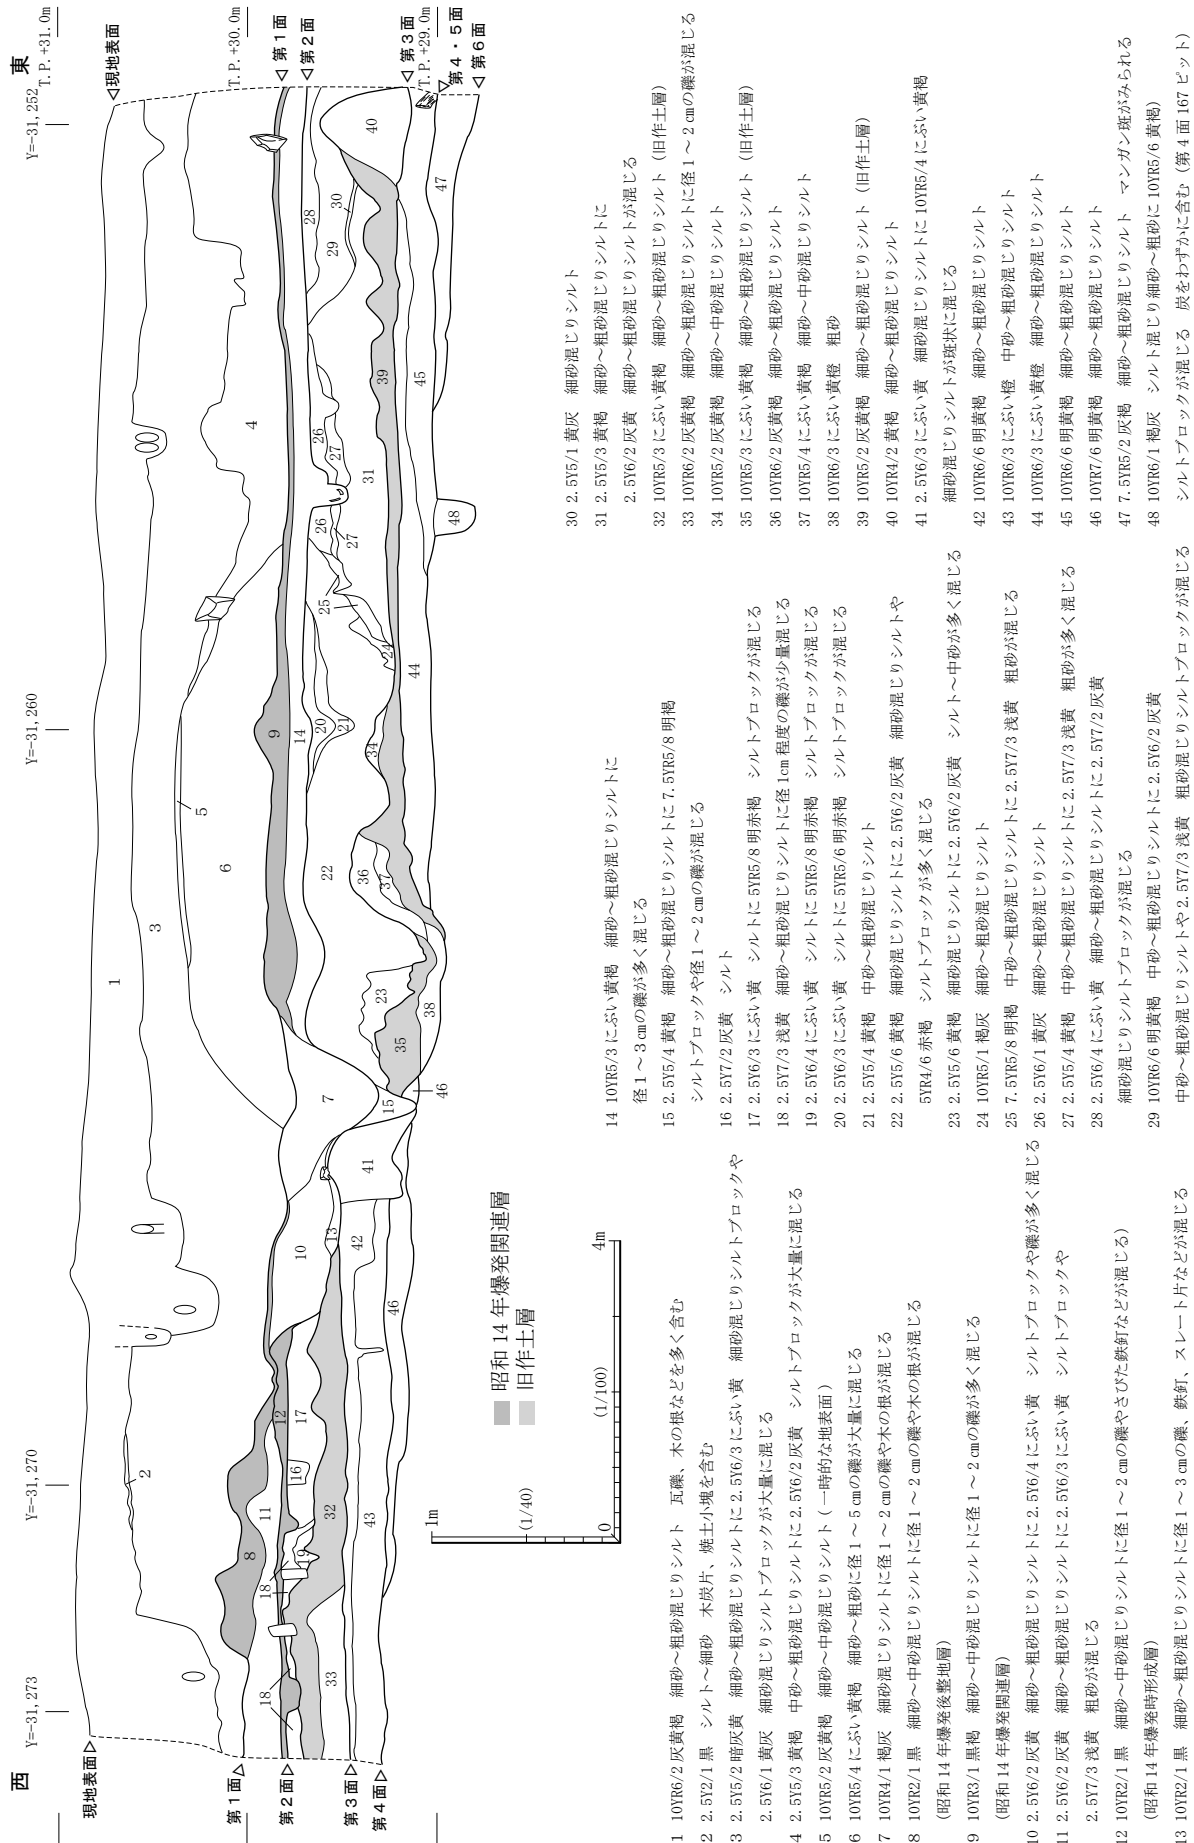 西
東
Y=-31,273
Y=-31,270
Y=-31,260
Y=-31,252
T.P.+31.0m
T.P.+30.0m
T.P.+29.0m
現地表面
第1面
第2面
第3面
第4面
現地表面
第1面
第2面
第3面
第4・5面
第6面
1
2
3
4
5
6
7
8
9
10
11
12
13
14
15
16
17
18
18
19
20
21
22
23
24
25
26
26
27
27
28
29
30
31
32
33
34
35
36
37
38
39
40
41
42
43
44
45
46
46
47
48
昭和14年爆発関連層
旧作土層
1m
(1/40)
0
(1/100)
4m
1 10YR6/2 灰黄褐 細砂～粗砂混じりシルト 瓦礫、木の根などを多く含む
2 2.5Y2/1 黒 シルト～細砂 木炭片、焼土小塊を含む
3 2.5Y5/2 暗灰黄 細砂～粗砂混じりシルトに 2.5Y6/3 にぶい黄 細砂混じりシルトブロックや
2.5Y6/1 黄灰 細砂混じりシルトブロックが大量に混じる
4 2.5Y5/3 黄褐 中砂～粗砂混じりシルトに 2.5Y6/2 灰黄 シルトブロックが大量に混じる
5 10YR5/2 灰黄褐 細砂～中砂混じりシルト（一時的な地表面）
6 10YR5/4 にぶい黄褐 細砂～粗砂に径1～5㎝の礫が大量に混じる
7 10YR4/1 褐灰 細砂混じりシルトに径1～2㎝の礫や木の根が混じる
8 10YR2/1 黒 細砂～中砂混じりシルトに径1～2㎝の礫や木の根が混じる
（昭和14年爆発後整地層）
9 10YR3/1 黒褐 細砂～中砂混じりシルトに径1～2㎝の礫が多く混じる
（昭和14年爆発関連層）
10 2.5Y6/2 灰黄 細砂～粗砂混じりシルトに 2.5Y6/4 にぶい黄 シルトブロックや礫が多く混じる
11 2.5Y6/2 灰黄 細砂～粗砂混じりシルトに 2.5Y6/3 にぶい黄 シルトブロックや
2.5Y7/3 浅黄 粗砂が混じる
12 10YR2/1 黒 細砂～中砂混じりシルトに径1～2㎝の礫やさびた鉄釘などが混じる）
（昭和14年爆発時形成層）
13 10YR2/1 黒 細砂～粗砂混じりシルトに径1～3㎝の礫、鉄釘、スレート片などが混じる
14 10YR5/3 にぶい黄褐 細砂～粗砂混じりシルトに
径1～3㎝の礫が多く混じる
15 2.5Y5/4 黄褐 細砂～粗砂混じりシルトに 7.5YR5/8 明褐
シルトブロックや径1～2㎝の礫が混じる
16 2.5Y7/2 灰黄 シルト
17 2.5Y6/3 にぶい黄 シルトに 5YR5/8 明赤褐 シルトブロックが混じる
18 2.5Y7/3 浅黄 細砂～粗砂混じりシルトに径1cm程度の礫が少量混じる
19 2.5Y6/4 にぶい黄 シルトに 5YR5/8 明赤褐 シルトブロックが混じる
20 2.5Y6/3 にぶい黄 シルトに 5YR5/6 明赤褐 シルトブロックが混じる
21 2.5Y5/4 黄褐 中砂～粗砂混じりシルト
22 2.5Y5/6 黄褐 細砂混じりシルトに 2.5Y6/2 灰黄 細砂混じりシルトや
5YR4/6 赤褐 シルトブロックが多く混じる
23 2.5Y5/6 黄褐 細砂混じりシルトに 2.5Y6/2 灰黄 シルト～中砂が多く混じる
24 10YR5/1 褐灰 細砂～粗砂混じりシルト
25 7.5YR5/8 明褐 中砂～粗砂混じりシルトに 2.5Y7/3 浅黄 粗砂が混じる
26 2.5Y6/1 黄灰 細砂～粗砂混じりシルト
27 2.5Y5/4 黄褐 中砂～粗砂混じりシルトに 2.5Y7/3 浅黄 粗砂が多く混じる
28 2.5Y6/4 にぶい黄 細砂～粗砂混じりシルトに 2.5Y7/2 灰黄
細砂混じりシルトブロックが混じる
29 10YR6/6 明黄褐 中砂～粗砂混じりシルトに 2.5Y6/2 灰黄
中砂～粗砂混じりシルトや 2.5Y7/3 浅黄 粗砂混じりシルトブロックが混じる
30 2.5Y5/1 黄灰 細砂混じりシルト
31 2.5Y5/3 黄褐 細砂～粗砂混じりシルトに
2.5Y6/2 灰黄 細砂～粗砂混じりシルトが混じる
32 10YR5/3 にぶい黄褐 細砂～粗砂混じりシルト（旧作土層）
33 10YR6/2 灰黄褐 細砂～粗砂混じりシルトに径1～2㎝の礫が混じる
34 10YR5/2 灰黄褐 細砂～中砂混じりシルト
35 10YR5/3 にぶい黄褐 細砂～粗砂混じりシルト（旧作土層）
36 10YR6/2 灰黄褐 細砂～粗砂混じりシルト
37 10YR5/4 にぶい黄褐 細砂～中砂混じりシルト
38 10YR6/3 にぶい黄橙 粗砂
39 10YR5/2 灰黄褐 細砂～粗砂混じりシルト（旧作土層）
40 10YR4/2 黄褐 細砂～粗砂混じりシルト
41 2.5Y6/3 にぶい黄 細砂混じりシルトに 10YR5/4 にぶい黄褐
細砂混じりシルトが斑状に混じる
42 10YR6/6 明黄褐 細砂～粗砂混じりシルト
43 10YR6/3 にぶい橙 中砂～粗砂混じりシルト
44 10YR6/3 にぶい黄橙 細砂～粗砂混じりシルト
45 10YR6/6 明黄褐 細砂～粗砂混じりシルト
46 10YR7/6 明黄褐 細砂～粗砂混じりシルト
47 7.5YR5/2 灰褐 細砂～粗砂混じりシルト マンガン斑がみられる
48 10YR6/1 褐灰 シルト混じり細砂～粗砂に 10YR5/6 黄褐）
シルトブロックが混じる 炭をわずかに含む（第4面167ピット）